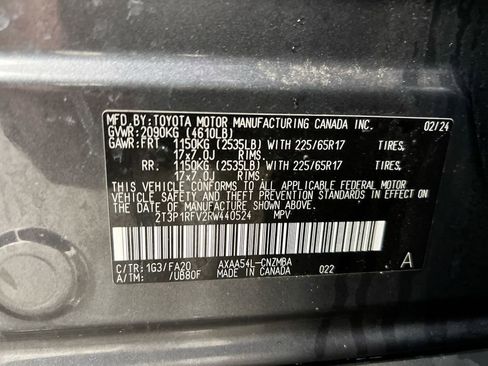 MFD.BY:TOYOTA MOTOR MANUFACTURING CANADA INC. 02/24
GVWR:2090KG (4610LB)
GAWR:FRT. 1150KG (2535LB) WITH 225/65R17 TIRES,
17x7.0J RIMS.
RR. 1150KG (2535LB) WITH 225/65R17 TIRES,
17x7.0J RIMS.
THIS VEHICLE CONFORMS TO ALL APPLICABLE FEDERAL MOTOR
VEHICLE SAFETY AND THEFT PREVENTION STANDARDS IN EFFECT
ON THE DATE OF MANUFACTURE SHOWN ABOVE.
2T3P1RFV2RW440524 MPV
C/TR:1G3/FA20 AXAA54L-CNZMBA A
A/TM: /UB80F MADE IN CANADA 022